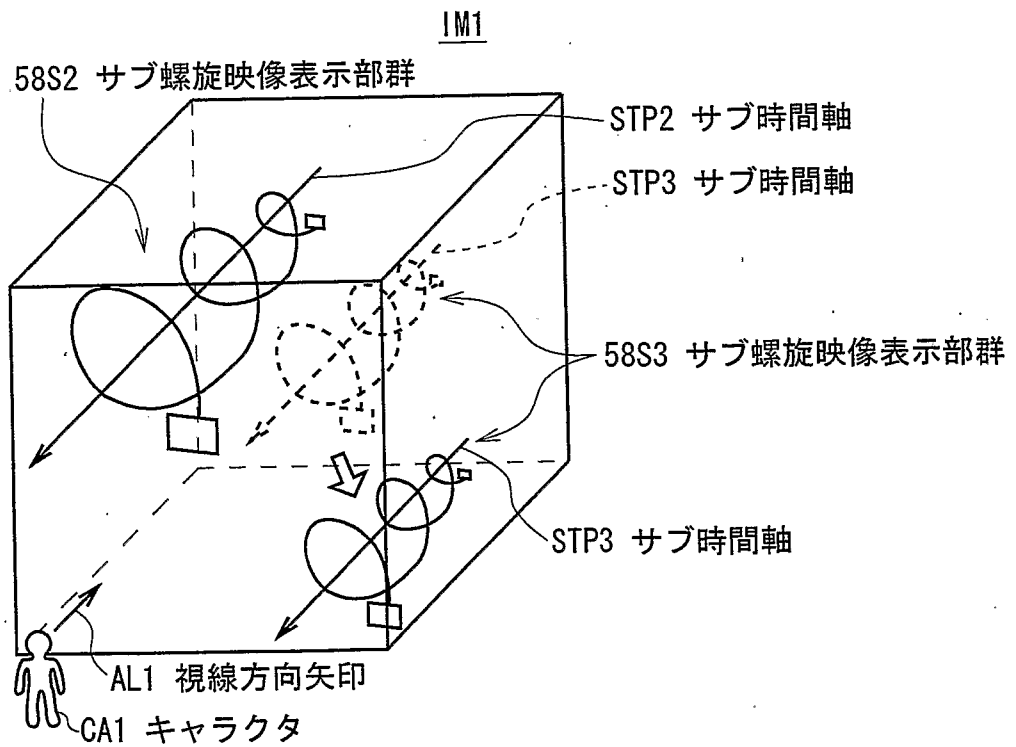 IM1
58S2 サブ螺旋映像表示部群
STP2 サブ時間軸
STP3 サブ時間軸
58S3 サブ螺旋映像表示部群
STP3 サブ時間軸
AL1 視線方向矢印
CA1 キャラクタ